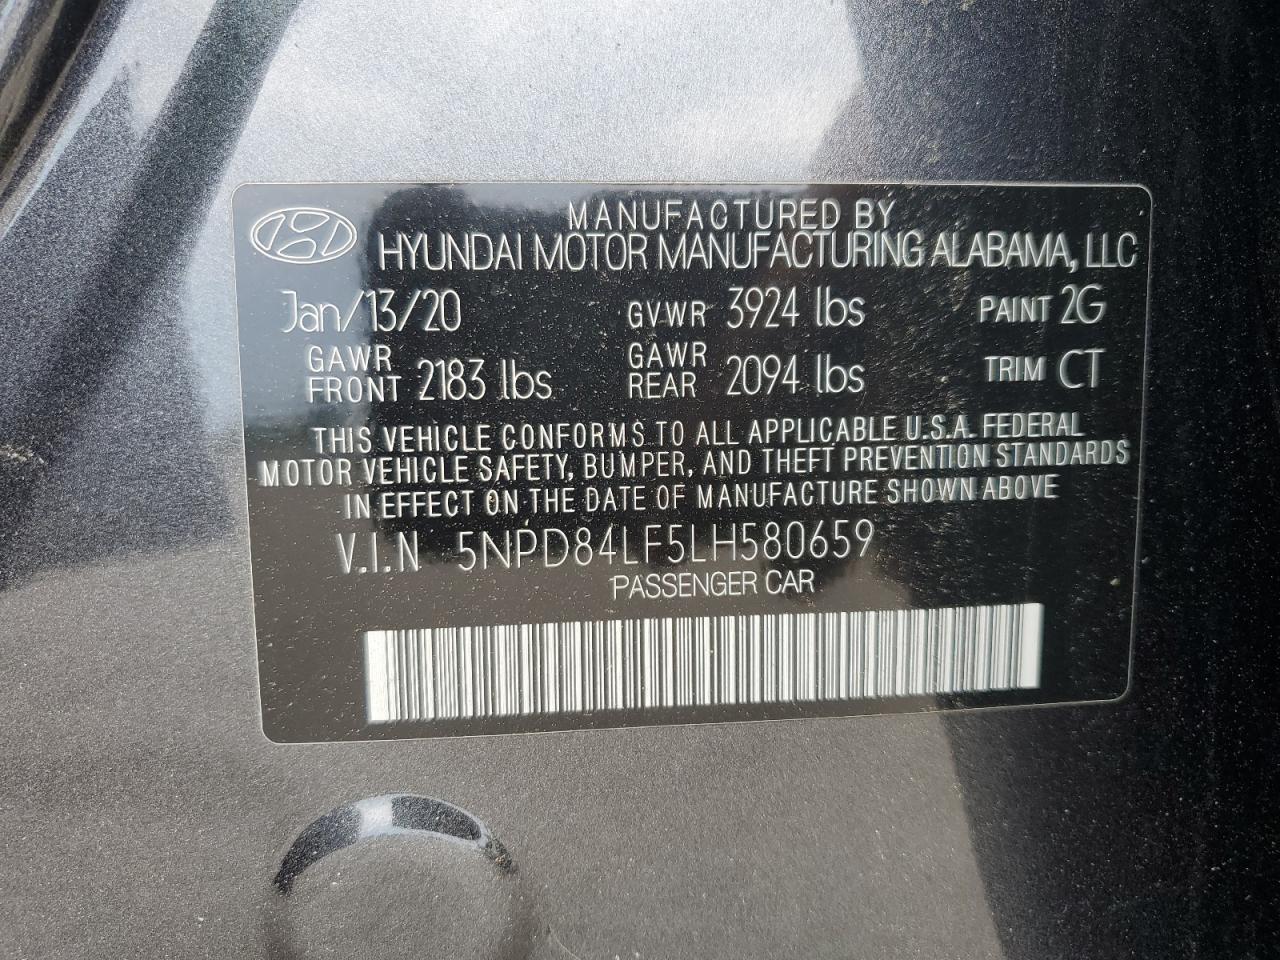 MANUFACTURED BY
HYUNDAI MOTOR MANUFACTURING ALABAMA, LLC
Jan/13/20 GVWR 3924 lbs PAINT 2G
GAWR FRONT 2183 lbs GAWR REAR 2094 lbs TRIM CT
THIS VEHICLE CONFORMS TO ALL APPLICABLE U.S.A. FEDERAL
MOTOR VEHICLE SAFETY, BUMPER, AND THEFT PREVENTION STANDARDS
IN EFFECT ON THE DATE OF MANUFACTURE SHOWN ABOVE
V.I.N 5NPD84LF5LH580659
PASSENGER CAR